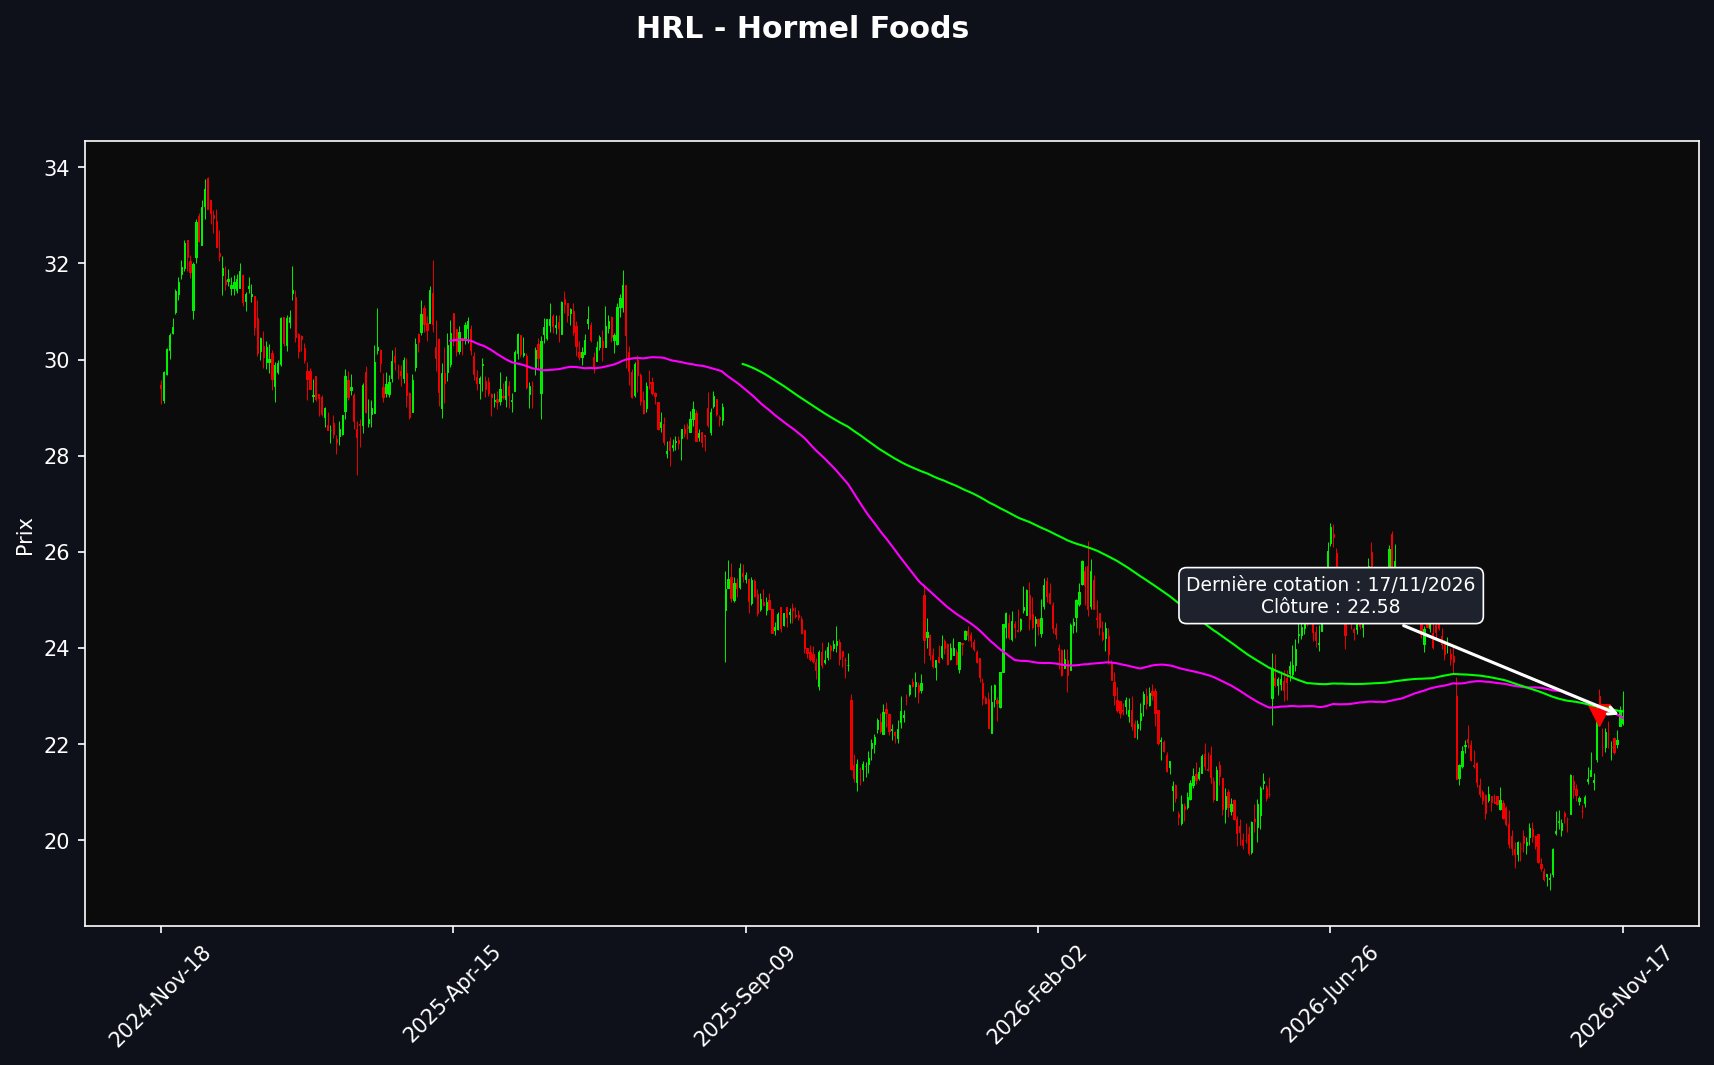 HRL - Hormel Foods
Prix
34
32
30
28
26
24
22
20
Dernière cotation : 17/11/2026
Clôture : 22.58
2024-Nov-18
2025-Apr-15
2025-Sep-09
2026-Feb-02
2026-Jun-26
2026-Nov-17